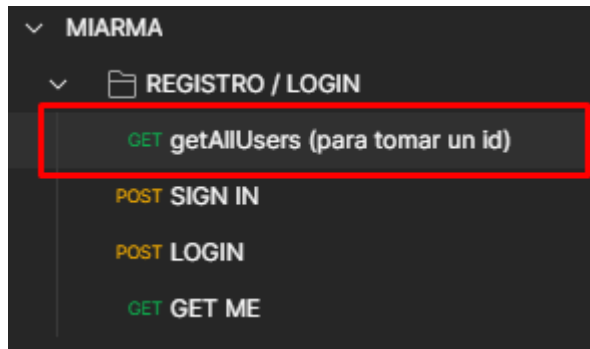 MIARMA
REGISTRO / LOGIN
GET getAllUsers (para tomar un id)
POST SIGN IN
POST LOGIN
GET GET ME